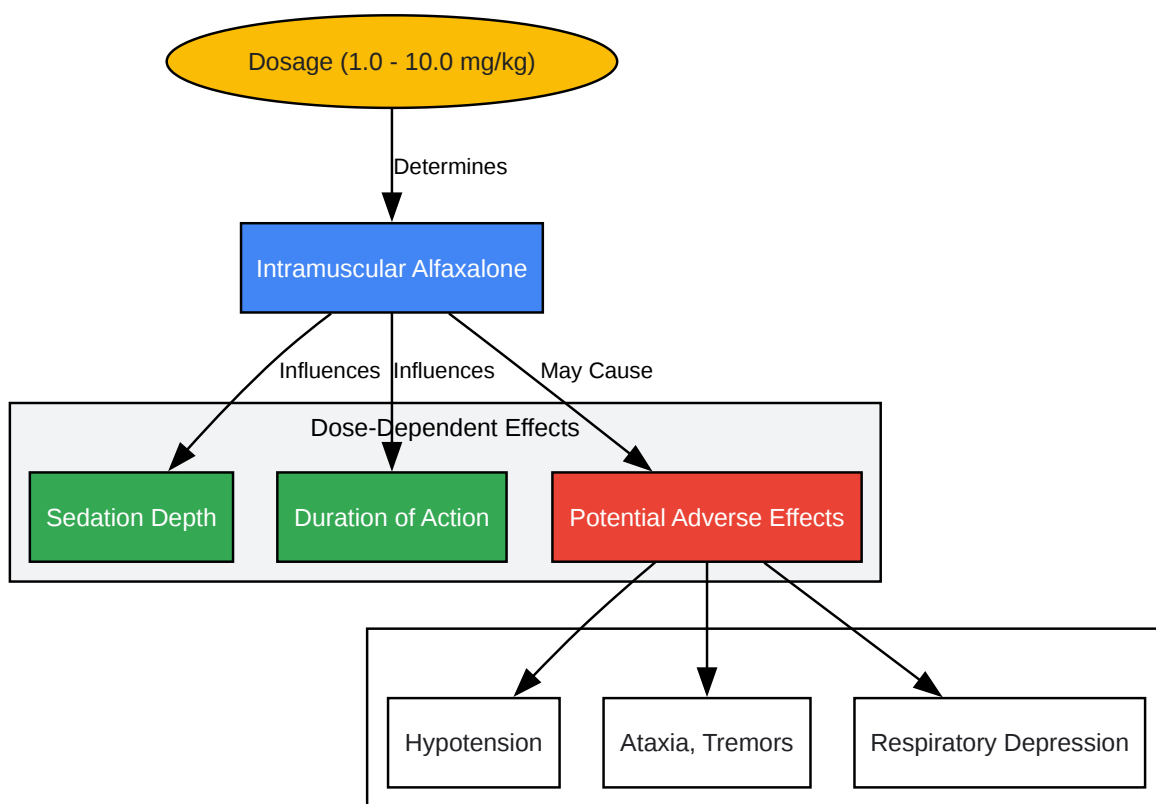 Dosage (1.0 - 10.0 mg/kg)
Determines
Intramuscular Alfaxalone
Influences
Influences
May Cause
Dose-Dependent Effects
Sedation Depth
Duration of Action
Potential Adverse Effects
Hypotension
Ataxia, Tremors
Respiratory Depression